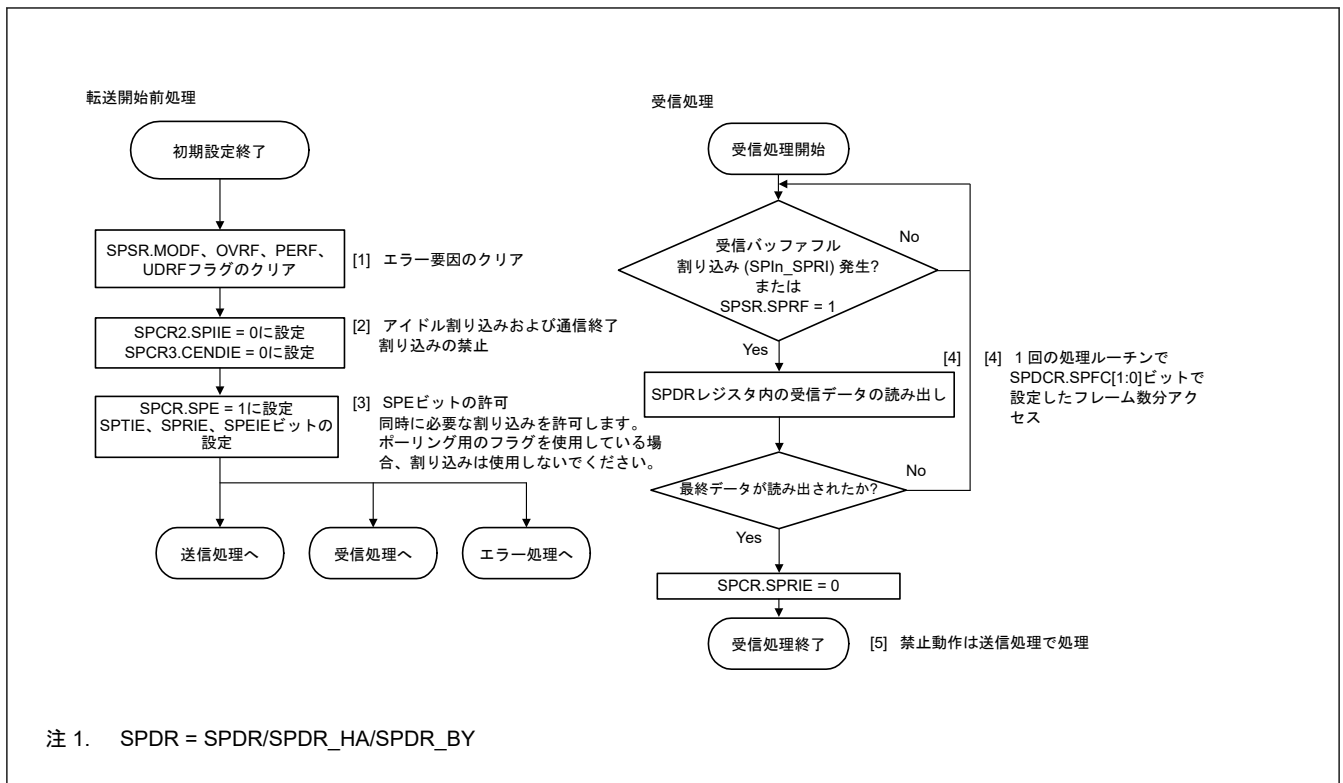 転送開始前処理
初期設定終了
SPSR.MODF、OVRF、PERF、
UDRFフラグのクリア
[1] エラー要因のクリア
SPCR2.SPIIE = 0に設定
SPCR3.CENDIE = 0に設定
[2] アイドル割り込みおよび通信終了
割り込みの禁止
SPCR.SPE = 1に設定
SPTIE、SPRIE、SPEIEビットの
設定
[3] SPEビットの許可
同時に必要な割り込みを許可します。
ポーリング用のフラグを使用している場
合、割り込みは使用しないでください。
送信処理へ
受信処理へ
エラー処理へ
受信処理
受信処理開始
受信バッファフル
割り込み (SPIn_SPRI) 発生?
または
SPSR.SPRF = 1
No
Yes
[4]
[4] 1 回の処理ルーチンで
SPDCR.SPFC[1:0]ビットで
設定したフレーム数分アク
セス
SPDRレジスタ内の受信データの読み出し
最終データが読み出されたか?
No
Yes
SPCR.SPRIE = 0
受信処理終了
[5] 禁止動作は送信処理で処理
注 1. SPDR = SPDR/SPDR_HA/SPDR_BY